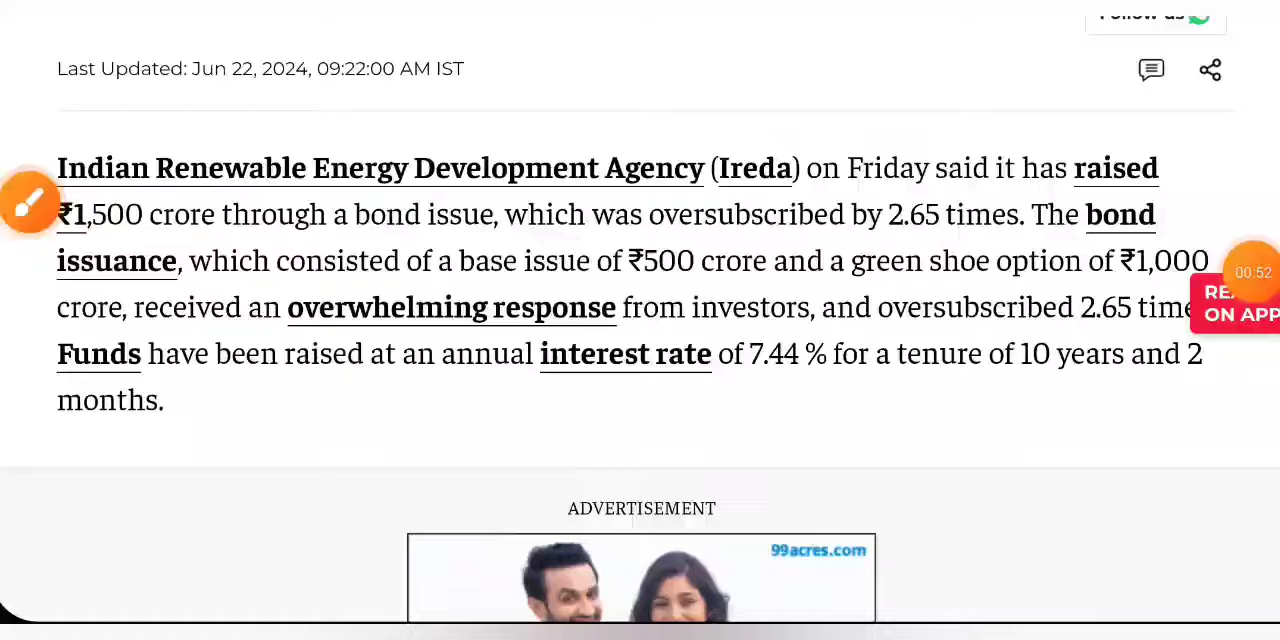 Last Updated: Jun 22, 2024, 09:22:00 AM IST
Indian Renewable Energy Development Agency (Ireda) on Friday said it has raised
₹1,500 crore through a bond issue, which was oversubscribed by 2.65 times. The bond
issuance, which consisted of a base issue of ₹500 crore and a green shoe option of ₹1,000
00:52
crore, received an overwhelming response from investors, and oversubscribed 2.65
ON APP
Funds have been raised at an annual interest rate of 7.44 % for a tenure of 10 years and 2
months.
ADVERTISEMENT
99acres.com